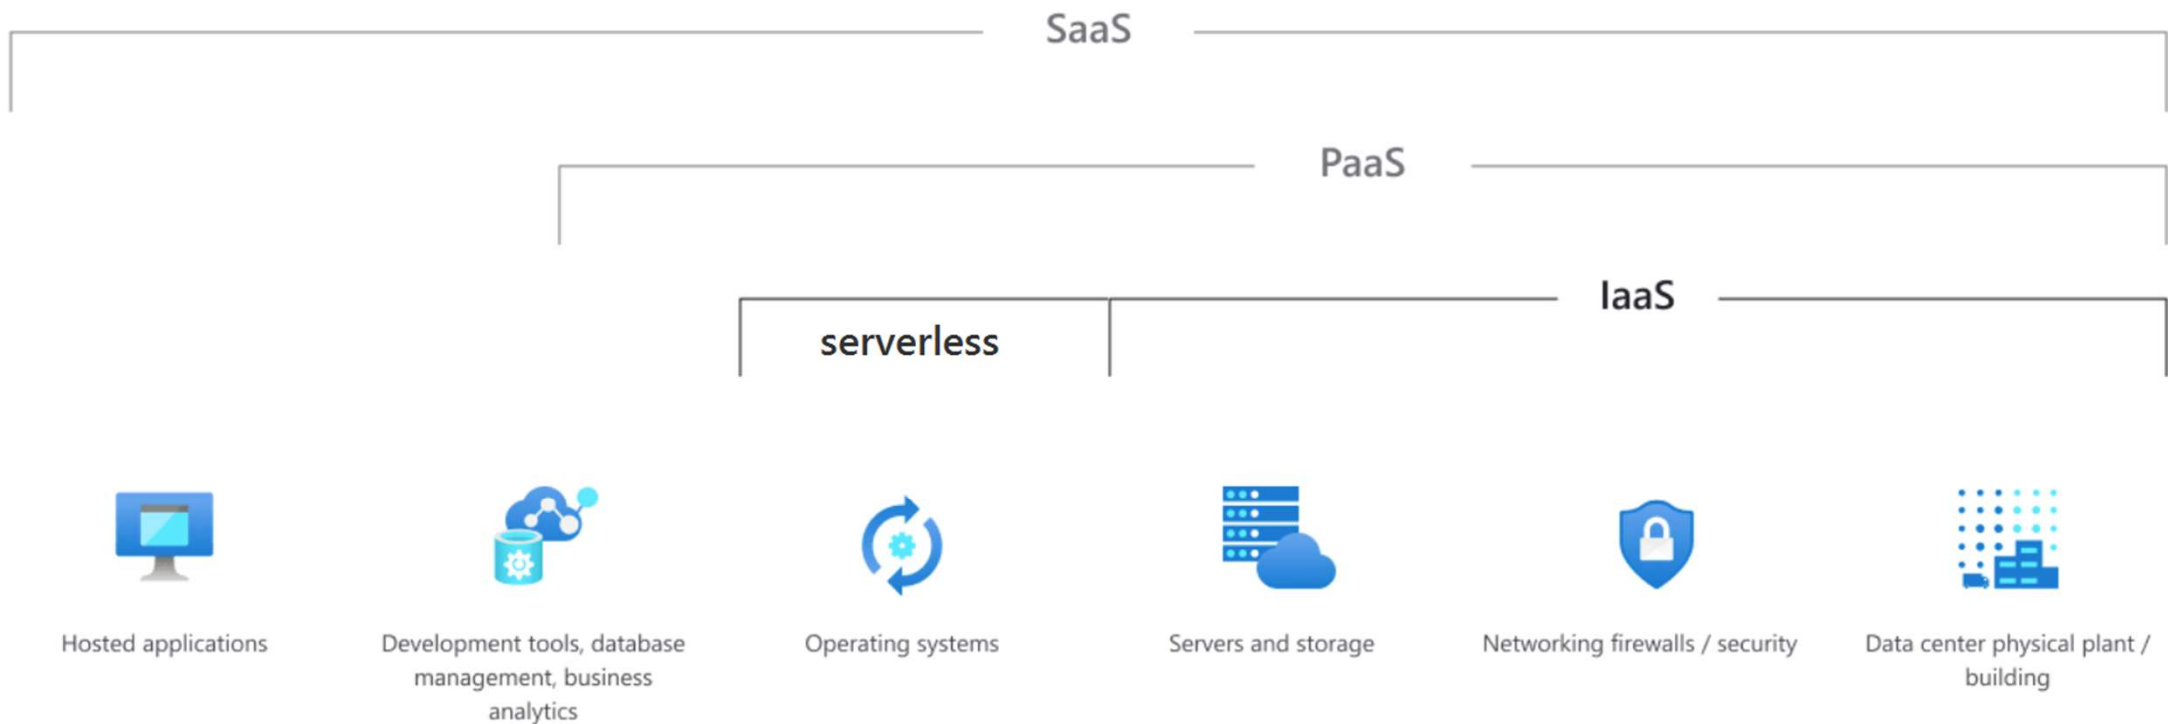 SaaS
PaaS
IaaS
serverless
Hosted applications
Development tools, database
management, business
analytics
Operating systems
Servers and storage
Networking firewalls / security
Data center physical plant /
building